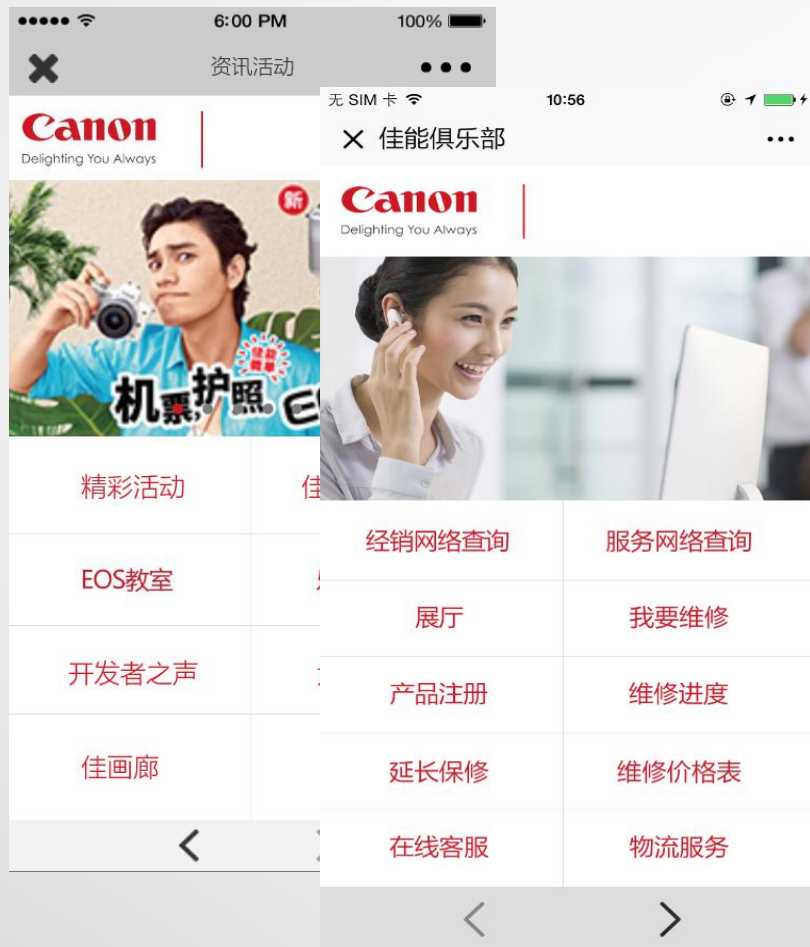 6:00 PM
100%
资讯活动
Canon
Delighting You Always
新
佳能
简单
机票,护照
精彩活动
EOS教室
开发者之声
佳画廊
无 SIM 卡
10:56
佳能俱乐部
Canon
Delighting You Always
经销网络查询
服务网络查询
展厅
我要维修
产品注册
维修进度
延长保修
维修价格表
在线客服
物流服务